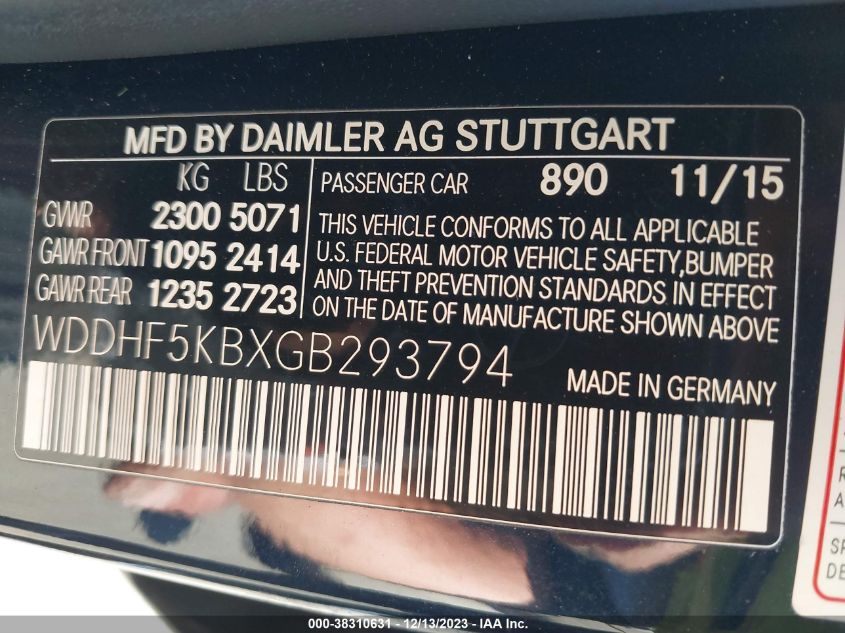 MFD BY DAIMLER AG STUTTGART
KG LBS
GVWR 2300 5071
GAWR FRONT 1095 2414
GAWR REAR 1235 2723
PASSENGER CAR 890 11/15
THIS VEHICLE CONFORMS TO ALL APPLICABLE
U.S. FEDERAL MOTOR VEHICLE SAFETY,BUMPER
AND THEFT PREVENTION STANDARDS IN EFFECT
ON THE DATE OF MANUFACTURE SHOWN ABOVE
WDDHF5KBXGB293794
MADE IN GERMANY
R
A
SP
DE
000-38310631 - 12/13/2023 - IAA Inc.